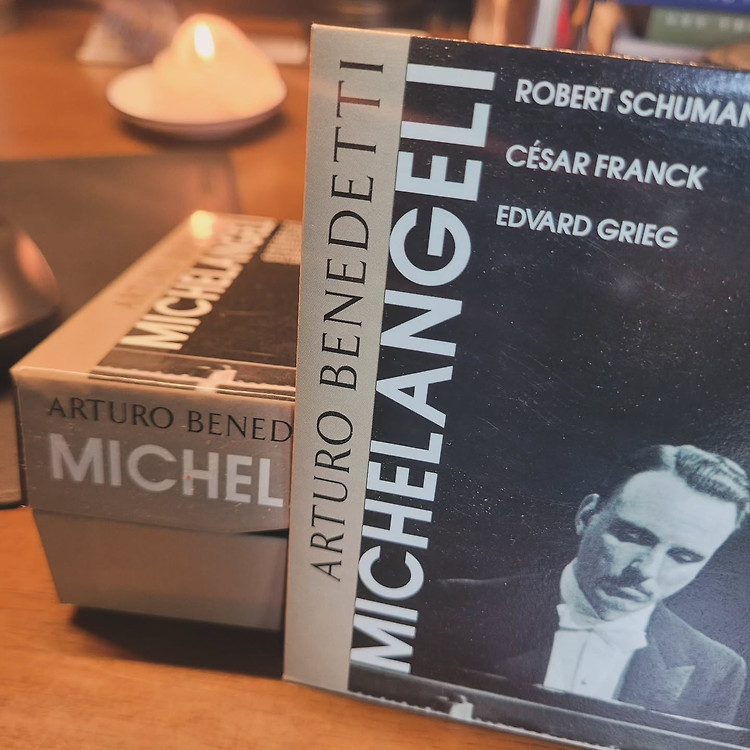 ARTURO BENEDETTI
MICHELANGELI
ROBERT SCHUMAN
CÉSAR FRANCK
EDVARD GRIEG
MICHELANGELI
ARTURO BENED
MICHEL